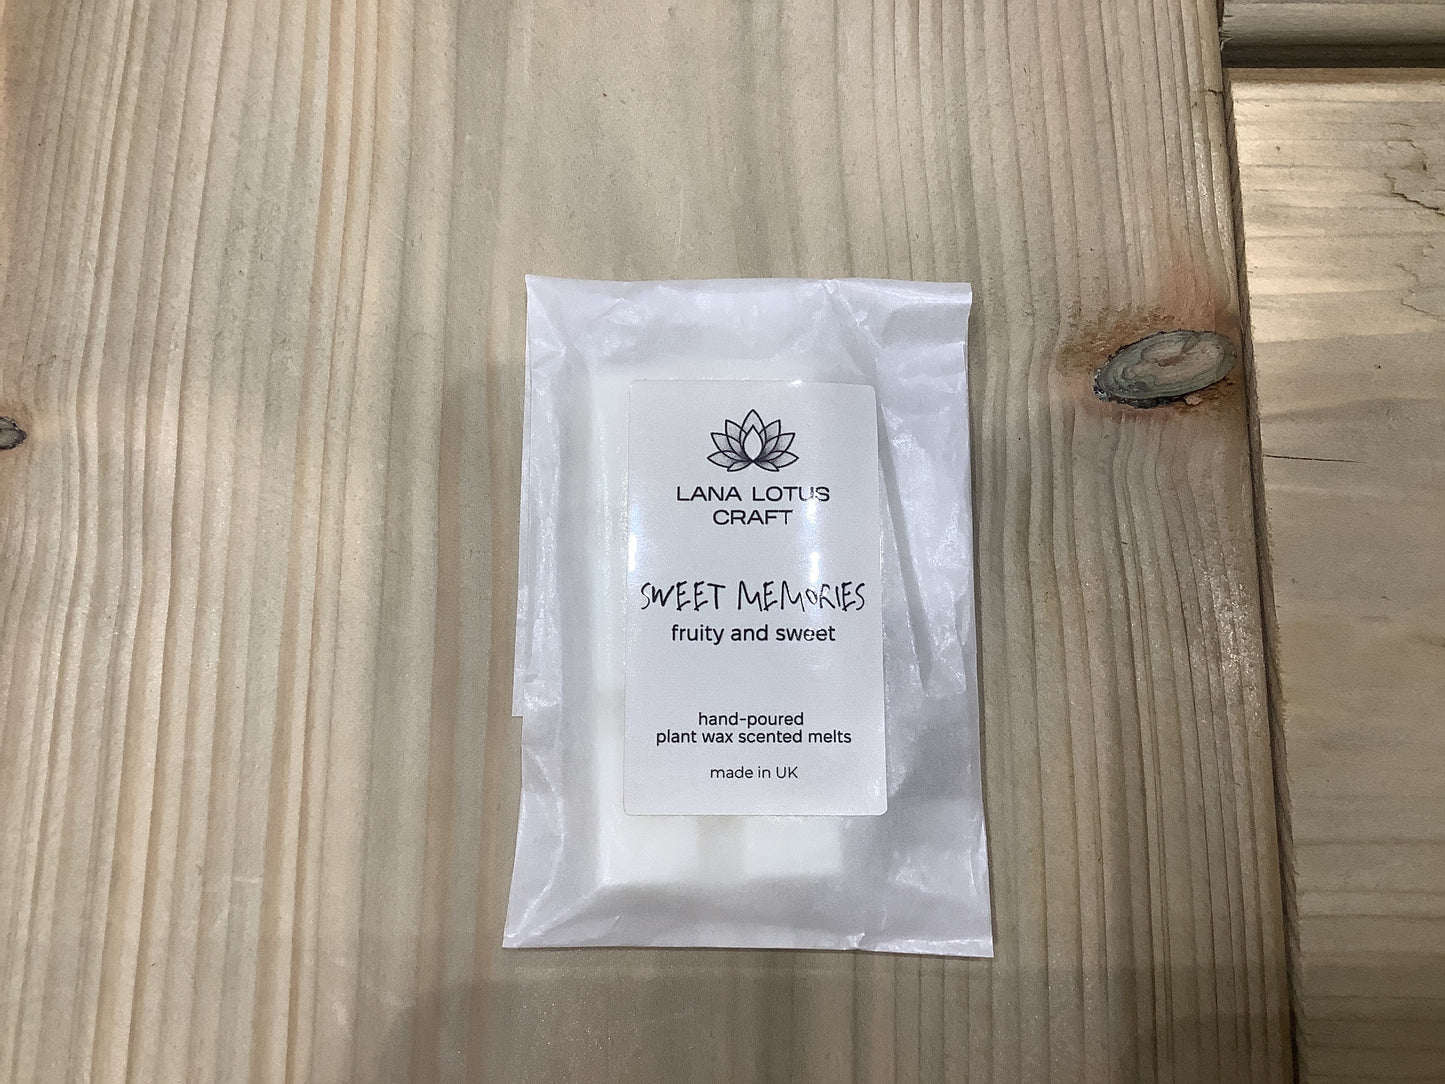 LANA LOTUS
CRAFT
SWEET MEMORIES
fruity and sweet
hand-poured
plant wax scented melts
made in UK